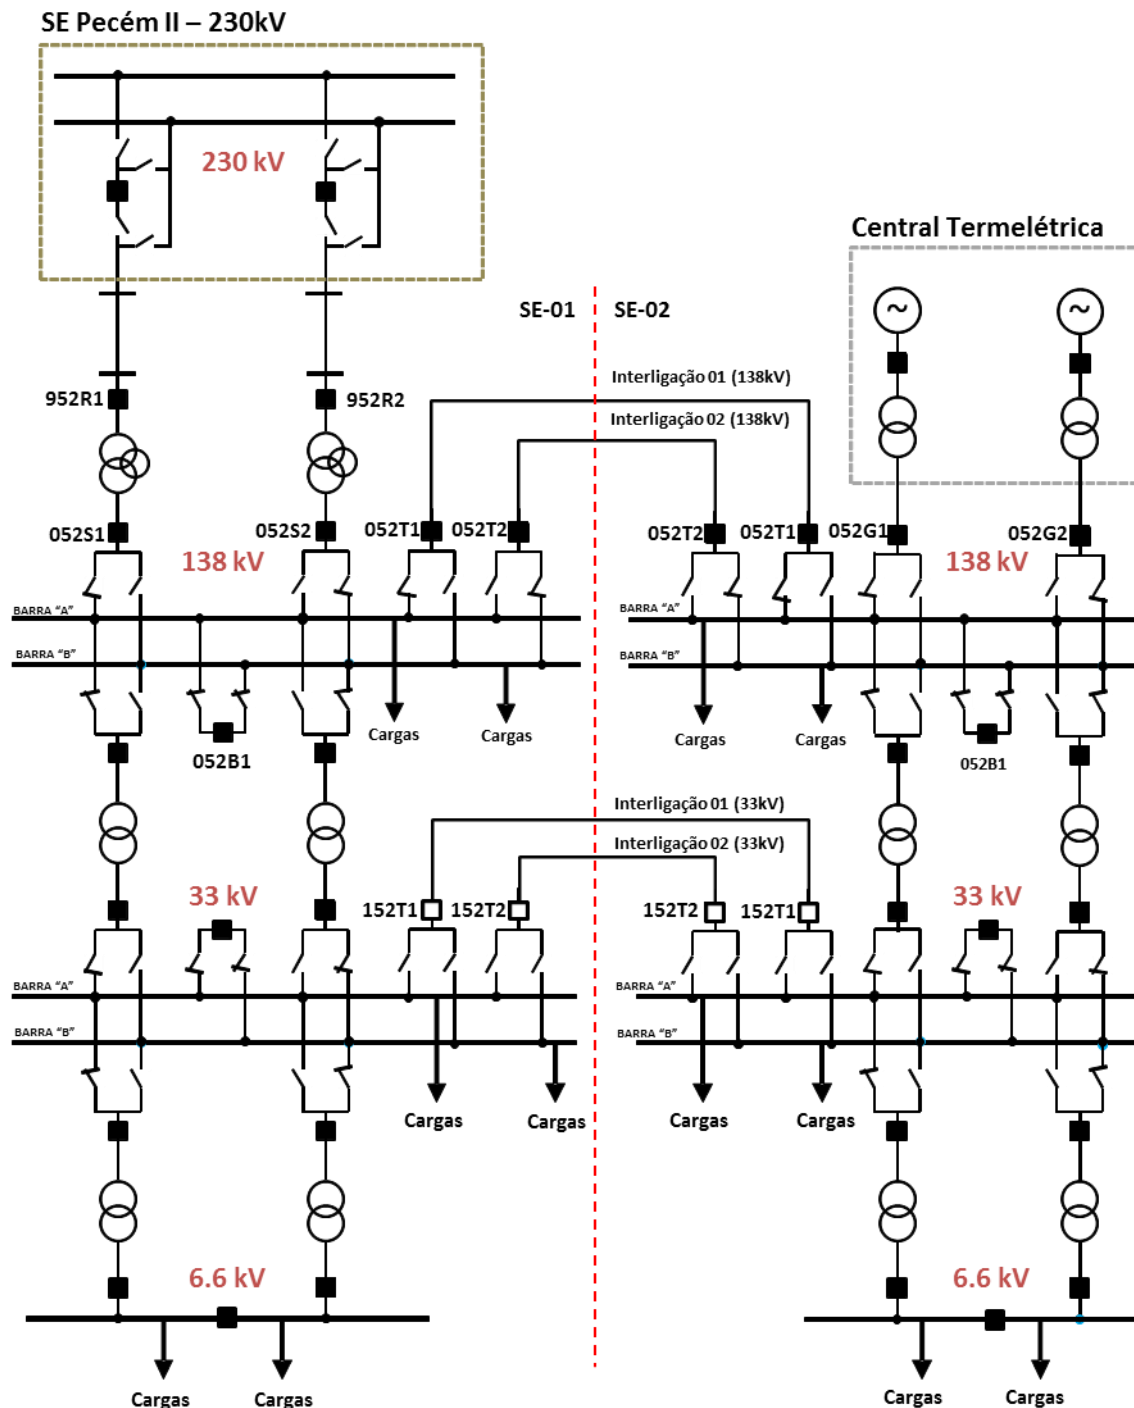 SE Pecém II – 230kV
230 kV
Central Termelétrica
~
~
SE-01
SE-02
Interligação 01 (138kV)
952R1
952R2
Interligação 02 (138kV)
052S1
052S2
052T1
052T2
052T2
052T1
052G1
052G2
138 kV
138 kV
BARRA "A"
BARRA "A"
BARRA "B"
BARRA "B"
Cargas
Cargas
Cargas
Cargas
052B1
052B1
Interligação 01 (33kV)
Interligação 02 (33kV)
33 kV
33 kV
152T1
152T2
152T2
152T1
BARRA "A"
BARRA "A"
BARRA "B"
BARRA "B"
Cargas
Cargas
Cargas
Cargas
6.6 kV
6.6 kV
Cargas
Cargas
Cargas
Cargas